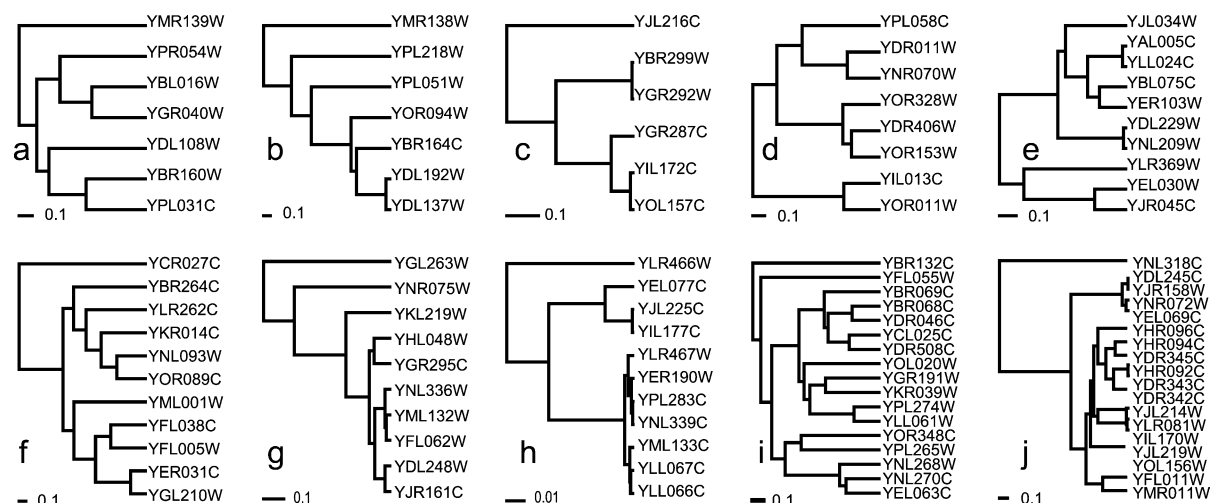 YMR139W
YPR054W
YBL016W
YGR040W
YDL108W
YBR160W
YPL031C
a
0.1
YMR138W
YPL218W
YPL051W
YOR094W
YBR164C
YDL192W
YDL137W
b
0.1
YJL216C
YBR299W
YGR292W
YGR287C
YIL172C
YOL157C
c
0.1
YPL058C
YDR011W
YNR070W
YOR328W
YDR406W
YOR153W
YIL013C
YOR011W
d
0.1
YJL034W
YAL005C
YLL024C
YBL075C
YER103W
YDL229W
YNL209W
YLR369W
YEL030W
YJR045C
e
0.1
YCR027C
YBR264C
YLR262C
YKR014C
YNL093W
YOR089C
YML001W
YFL038C
YFL005W
YER031C
YGL210W
f
0.1
YGL263W
YNR075W
YKL219W
YHL048W
YGR295C
YNL336W
YML132W
YFL062W
YDL248W
YJR161C
g
0.1
YLR466W
YEL077C
YJL225C
YIL177C
YLR467W
YER190W
YPL283C
YNL339C
YML133C
YLL067C
YLL066C
h
0.01
YBR132C
YFL055W
YBR069C
YBR068C
YDR046C
YCL025C
YDR508C
YOL020W
YGR191W
YKR039W
YPL274W
YLL061W
YOR348C
YPL265W
YNL268W
YNL270C
YEL063C
i
0.1
YNL318C
YDL245C
YJR158W
YNR072W
YEL069C
YHR096C
YHR094C
YDR345C
YHR092C
YDR343C
YDR342C
YJL214W
YLR081W
YIL170W
YJL219W
YOL156W
YFL011W
YMR011W
j
0.1